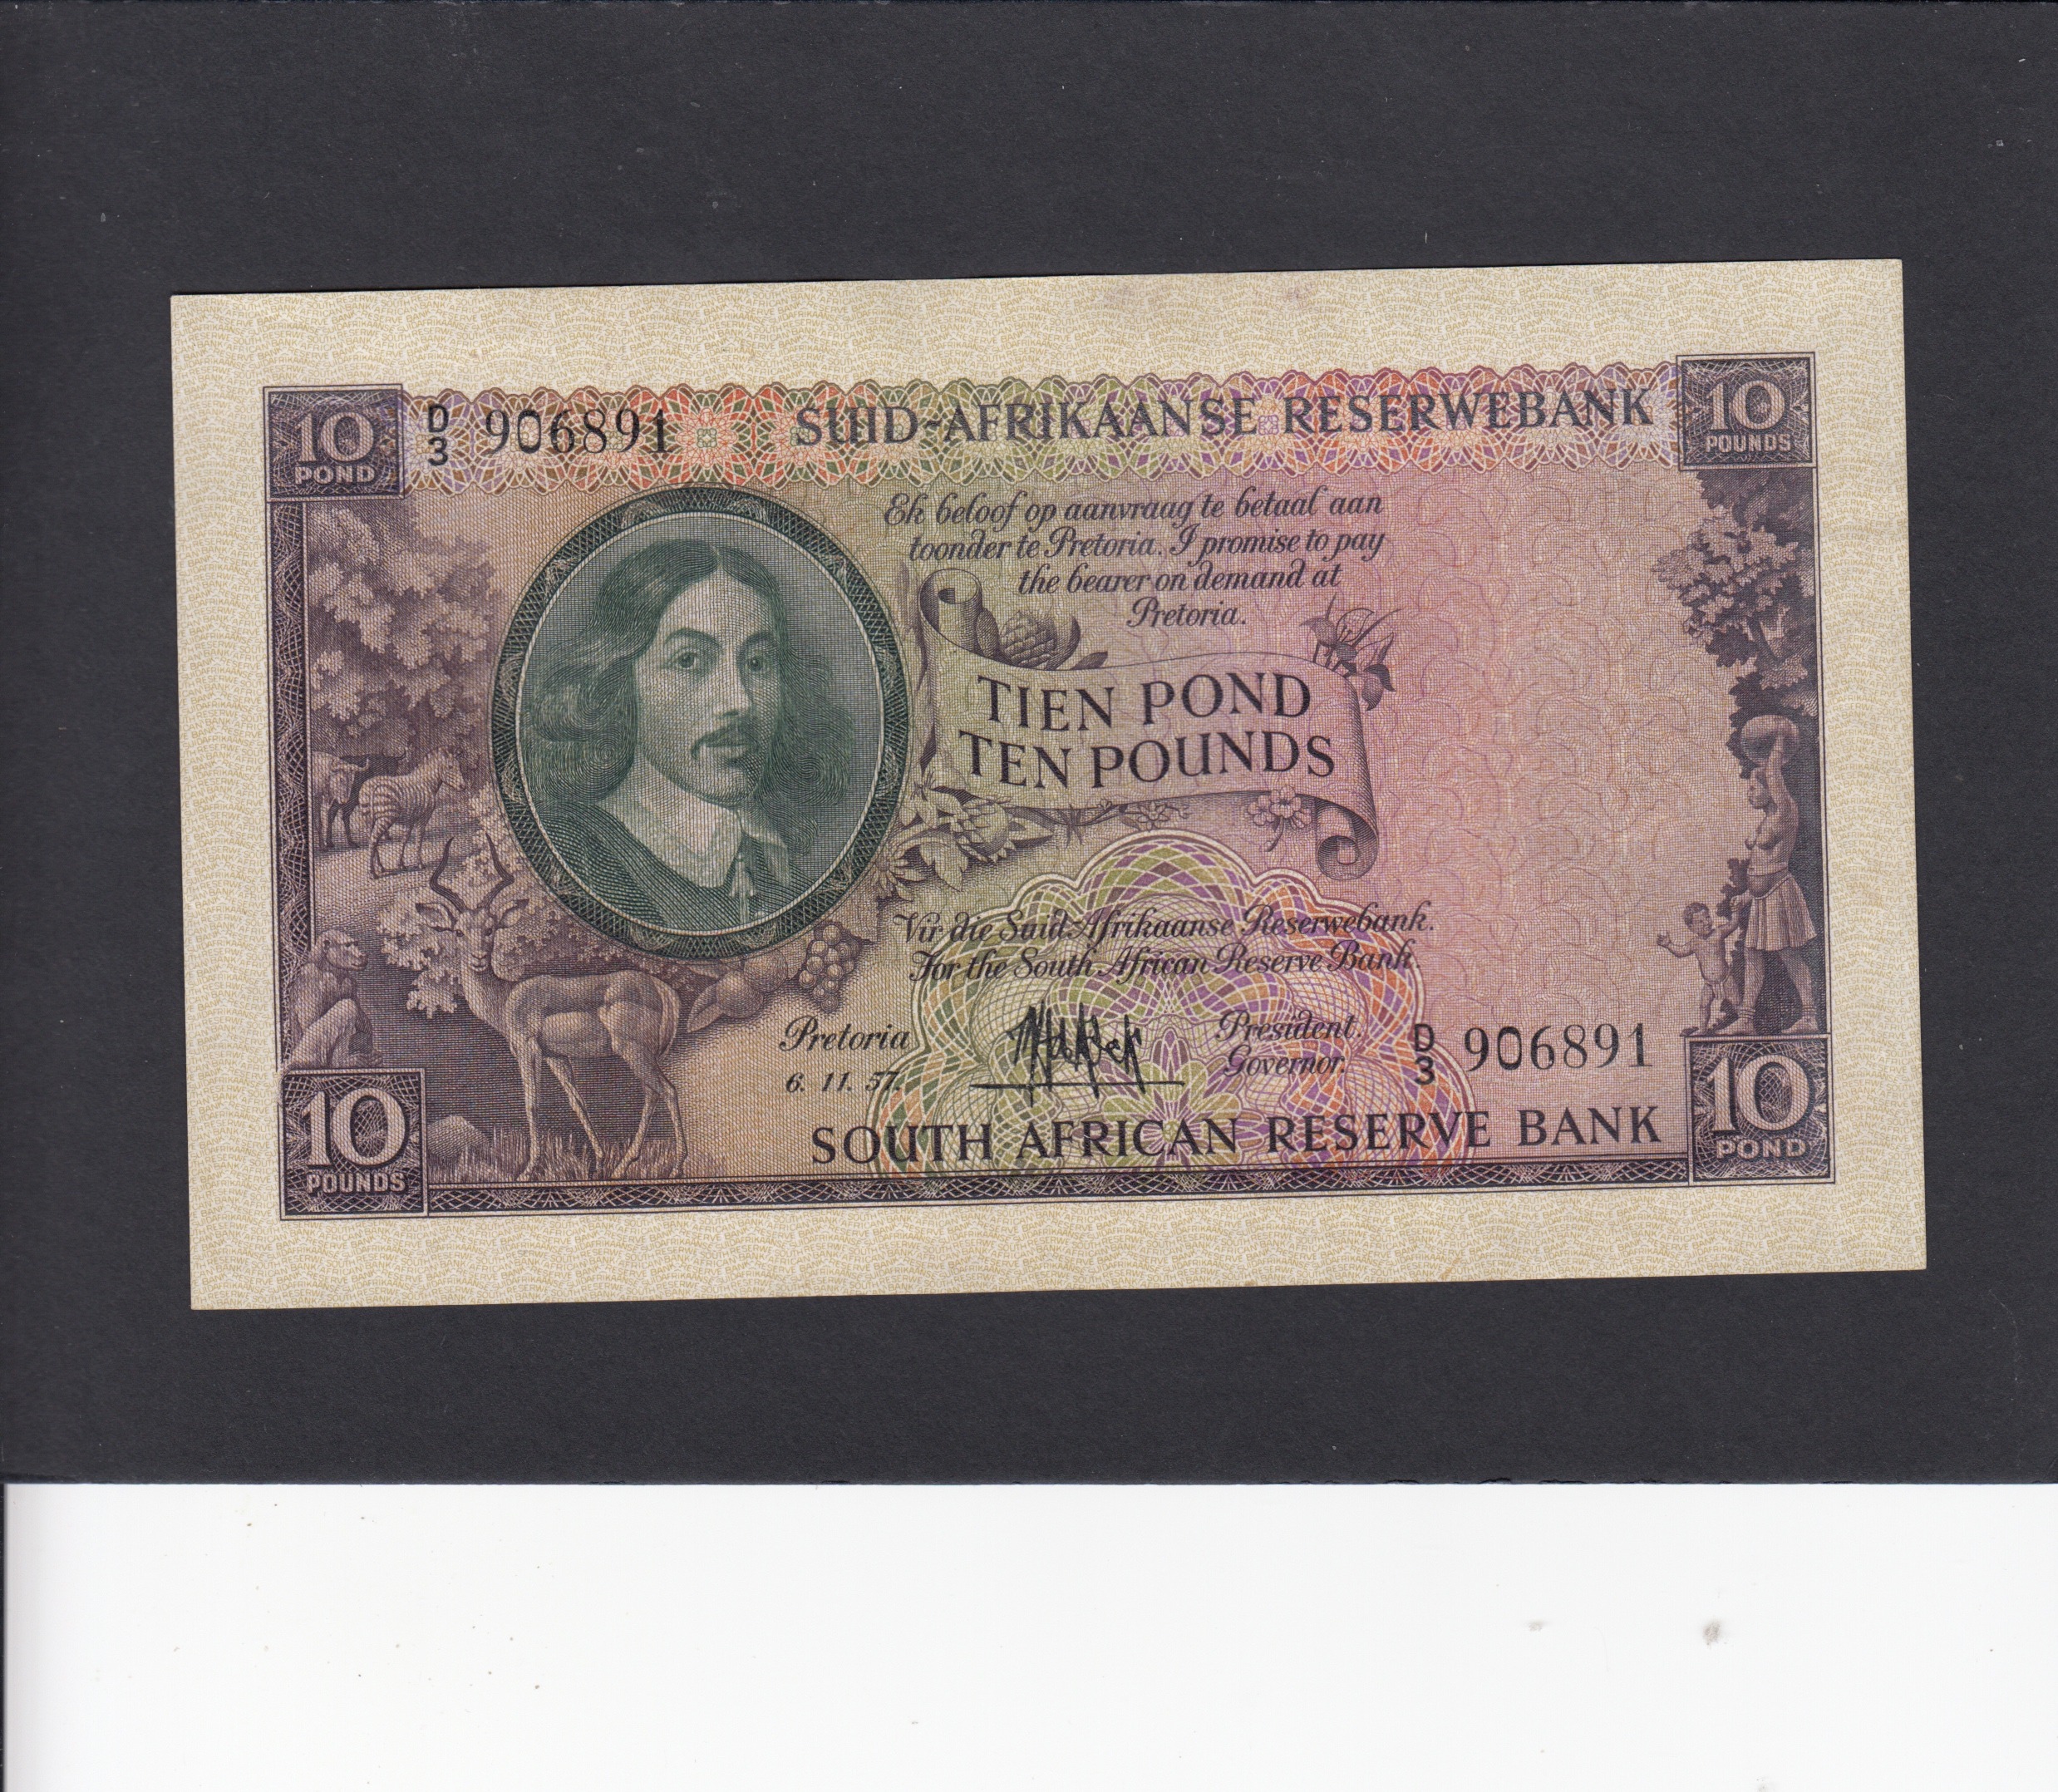 10
POND
D/3 906891
SUID-AFRIKAANSE RESERWEBANK
10
POUNDS
Ek beloof op aanvraag te betaal aan
toonder te Pretoria. I promise to pay
the bearer on demand at
Pretoria.
TIEN POND
TEN POUNDS
Vir die Suid-Afrikaanse Reserwebank.
For the South African Reserve Bank
Pretoria
6. 11. 57.
President.
Governor.
D/3 906891
10
POUNDS
SOUTH AFRICAN RESERVE BANK
10
POND